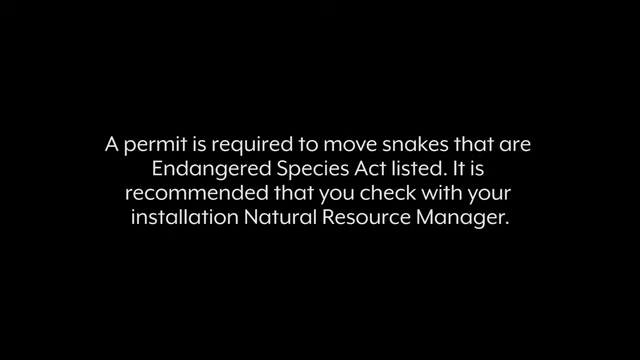 A permit is required to move snakes that are
Endangered Species Act listed. It is
recommended that you check with your
installation Natural Resource Manager.